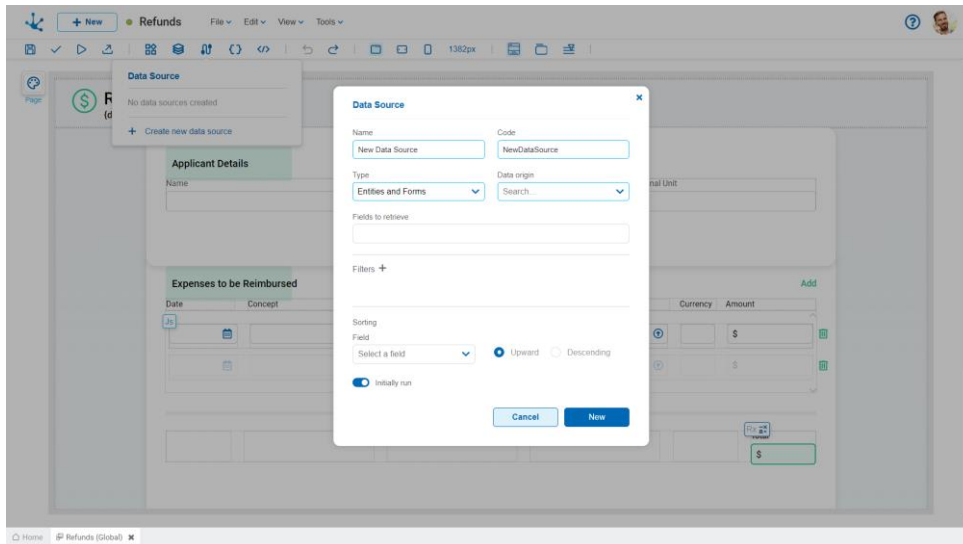 + New
Refunds
File
Edit
View
Tools
1382px
Page
Data Source
No data sources created
+ Create new data source
R
{d
Applicant Details
Name
nal Unit
Expenses to be Reimbursed
Add
Date
Concept
Currency
Amount
Js
$
$
Rx
$
Data Source
Name
Code
New Data Source
NewDataSource
Type
Data origin
Entities and Forms
Search...
Fields to retrieve
Filters +
Sorting
Field
Select a field
Upward
Descending
Initially run
Cancel
New
Home
Refunds (Global)